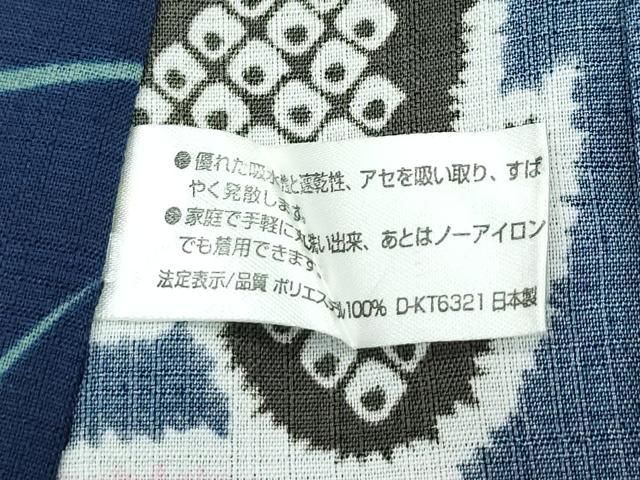 ●優れた吸水性と速乾性、アセを吸い取り、すば
やく発散します。
●家庭で手軽に丸洗い出来、あとはノーアイロン
でも着用できます。
法定表示/品質 ポリエステル100% D-KT6321 日本製